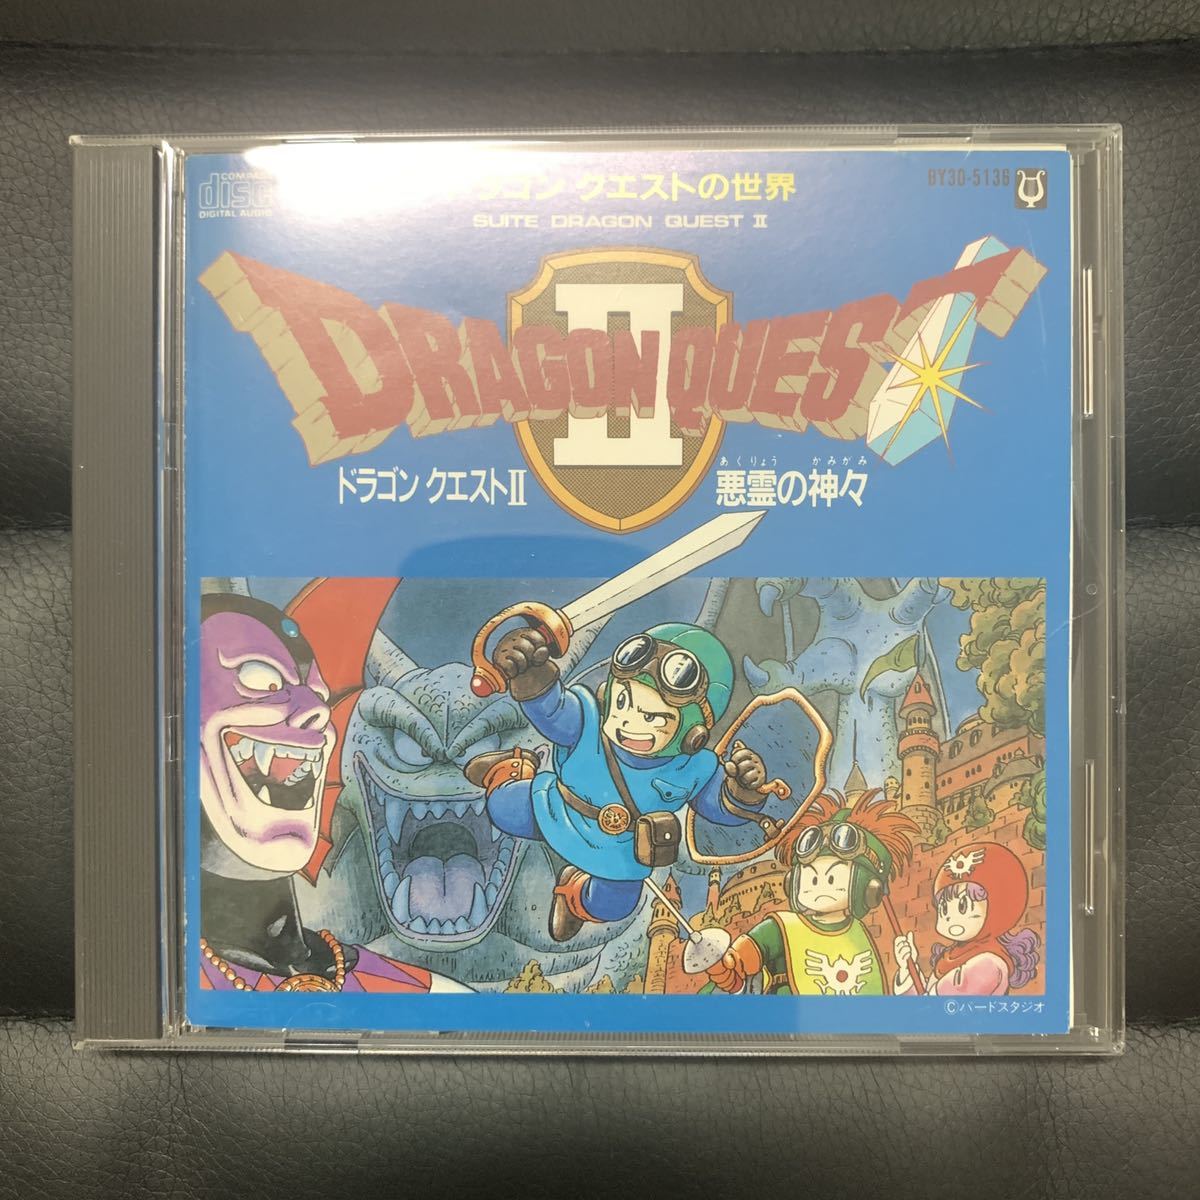 COMPACT
disc
DIGITAL AUDIO
ドラゴン クエストの世界
SUITE DRAGON QUEST II
BY30-5136
DRAGON QUEST
II
ドラゴン クエストII
あくりょう かみがみ
悪霊の神々
©バードスタジオ